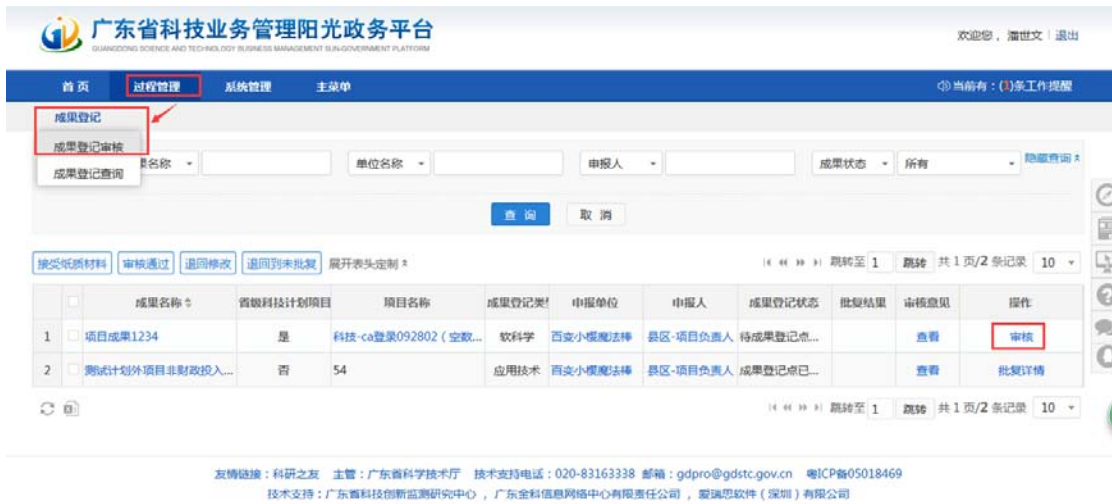 广东省科技业务管理阳光政务平台
GUANGDONG SCIENCE AND TECHNOLOGY BUSINESS MANAGEMENT SUN-GOVERNMENT PLATFORM
欢迎您，潘世文 | 退出
首页 过程管理 系统管理 主菜单 当前有：(1)条工作提醒
成果登记
成果登记审核
成果登记查询
果名称 单位名称 申报人 成果状态 所有 隐藏查询
查 询 取 消
接受纸质材料 审核通过 退回修改 退回到未批复 展开表头定制 跳转至 1 跳转 共 1 页/2 条记录 10
成果名称 省级科技计划项目 项目名称 成果登记类 申报单位 申报人 成果登记状态 批复结果 审核意见 操作
1 项目成果1234 是 科技-ca登录092802（空数... 软科学 百变小樱魔法棒 县区-项目负责人 待成果登记点... 查看 审核
2 测试计划外项目非财政投入... 否 54 应用技术 百变小樱魔法棒 县区-项目负责人 成果登记点已... 查看 批复详情
跳转至 1 跳转 共 1 页/2 条记录 10
友情链接：科研之友 主管：广东省科学技术厅 技术支持电话：020-83163338 邮箱：gdpro@gdstc.gov.cn 粤ICP备05018469
技术支持：广东省科技创新监测研究中心 ， 广东金科信息网络中心有限责任公司 ， 爱瑞思软件（深圳）有限公司